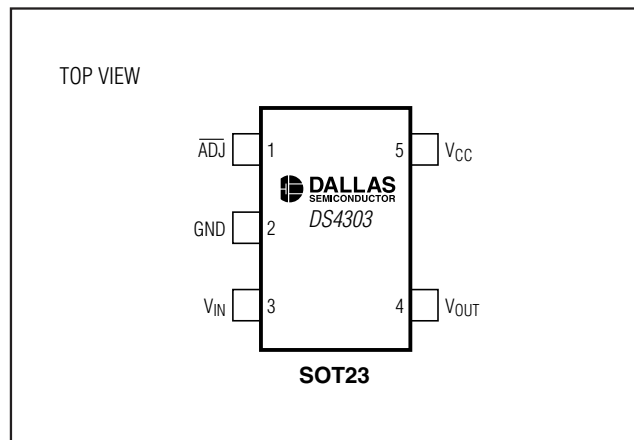 TOP VIEW
ADJ 1
5 VCC
DALLAS
SEMICONDUCTOR
DS4303
GND 2
VIN 3
4 VOUT
SOT23